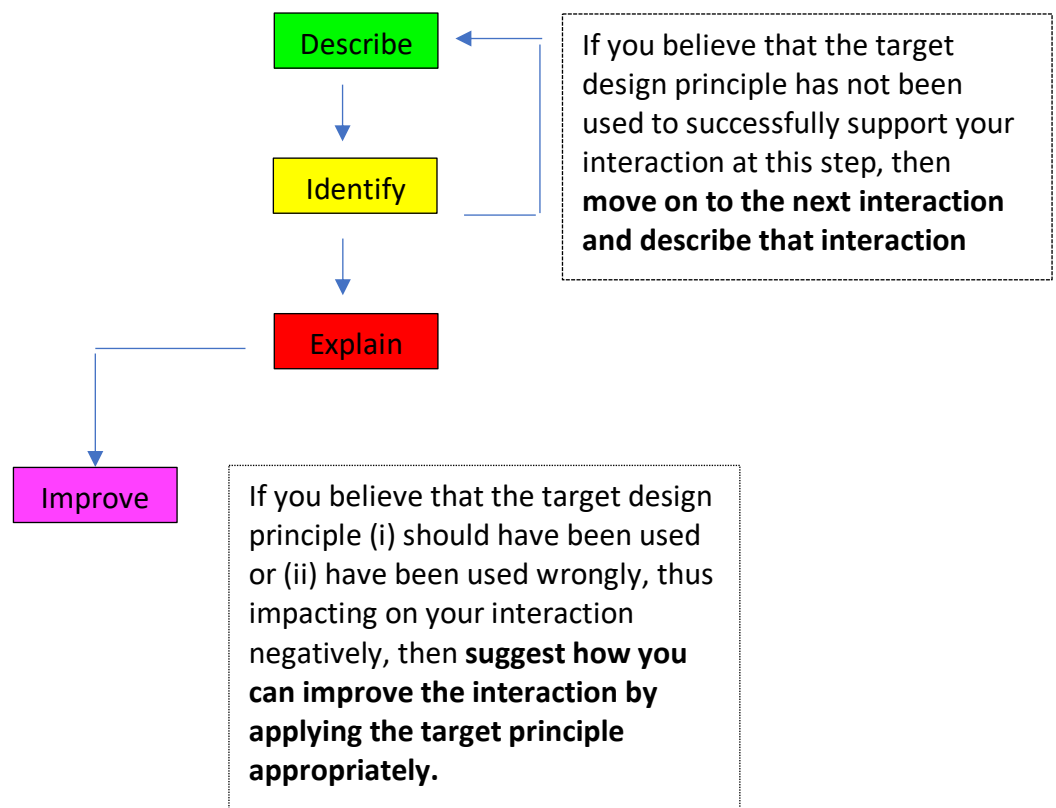 Describe
If you believe that the target
design principle has not been
used to successfully support your
interaction at this step, then
move on to the next interaction
and describe that interaction
Identify
Explain
Improve
If you believe that the target design
principle (i) should have been used
or (ii) have been used wrongly, thus
impacting on your interaction
negatively, then suggest how you
can improve the interaction by
applying the target principle
appropriately.